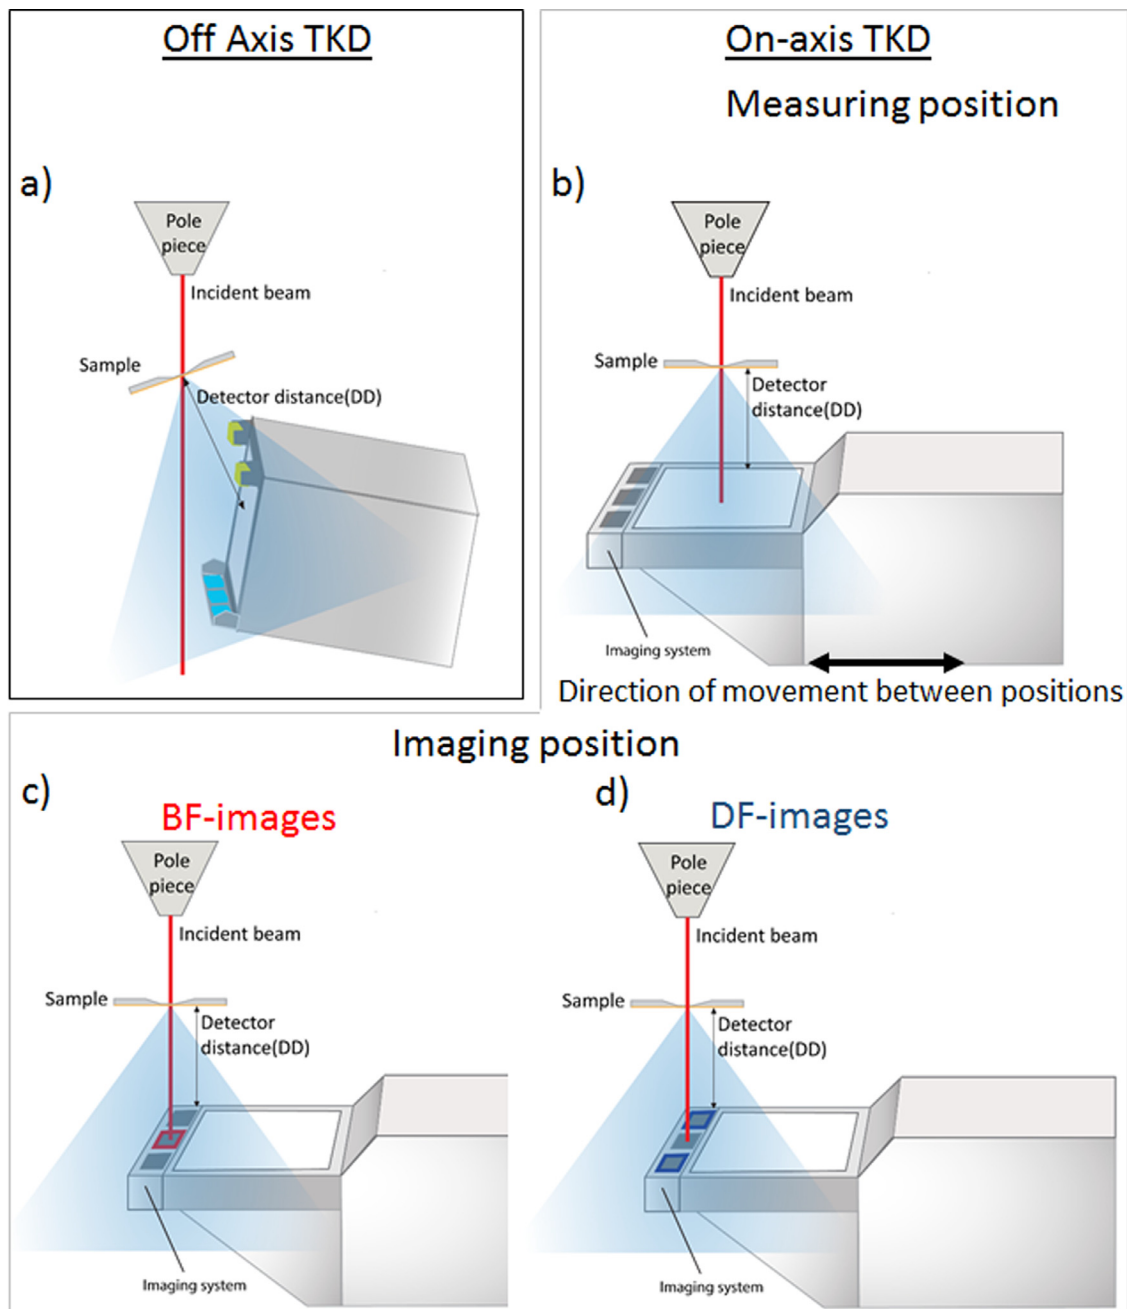 Off Axis TKD
a)
Pole
piece
Incident beam
Sample
Detector distance(DD)
On-axis TKD
Measuring position
b)
Pole
piece
Incident beam
Sample
Detector
distance(DD)
Imaging system
Direction of movement between positions
Imaging position
c)
BF-images
Pole
piece
Incident beam
Sample
Detector
distance(DD)
Imaging system
d)
DF-images
Pole
piece
Incident beam
Sample
Detector
distance(DD)
Imaging system